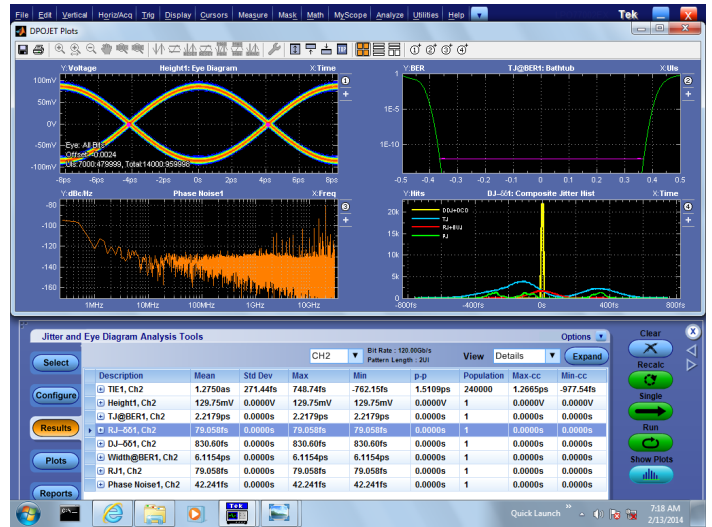 File Edit Vertical Horiz/Acq Trig Display Cursors Measure Mask Math MyScope Analyze Utilities Help Tek X
DPOJET Plots
Y:Voltage Height1: Eye Diagram X:Time
100mV
50mV
0V
-50mV
-100mV
Eye: All Bits
Offset: -0.0024
UIs:7000:479999, Total:14000:959998
-8ps -6ps -4ps -2ps 0s 2ps 4ps 6ps 8ps
Y:BER TJ@BER1: Bathtub X:UIs
1
1E-5
1E-10
-0.5 -0.4 -0.3 -0.2 -0.1 0 0.1 0.2 0.3 0.4 0.5
Y:dBc/Hz Phase Noise1 X:Freq
-80
-100
-120
-140
-160
1MHz 10MHz 100MHz 1GHz 10GHz
Y:Hits DJ–δδ1: Composite Jitter Hist X:Time
20k
15k
10k
5k
0
DDJ+DCD
TJ
RJ+BUJ
PJ
-800fs -400fs 0s 400fs 800fs
Jitter and Eye Diagram Analysis Tools Options
CH2 Bit Rate : 120.00Gb/s
Pattern Length : 2UI
View Details Expand
Select
Configure
Results
Plots
Reports
Description Mean Std Dev Max Min p-p Population Max-cc Min-cc
TIE1, Ch2 1.2750as 271.44fs 748.74fs -762.15fs 1.5109ps 240000 1.2665ps -977.54fs
Height1, Ch2 129.75mV 0.0000V 129.75mV 129.75mV 0.0000V 1 0.0000V 0.0000V
TJ@BER1, Ch2 2.2179ps 0.0000s 2.2179ps 2.2179ps 0.0000s 1 0.0000s 0.0000s
RJ–δδ1, Ch2 79.058fs 0.0000s 79.058fs 79.058fs 0.0000s 1 0.0000s 0.0000s
DJ–δδ1, Ch2 830.60fs 0.0000s 830.60fs 830.60fs 0.0000s 1 0.0000s 0.0000s
Width@BER1, Ch2 6.1154ps 0.0000s 6.1154ps 6.1154ps 0.0000s 1 0.0000s 0.0000s
RJ1, Ch2 79.058fs 0.0000s 79.058fs 79.058fs 0.0000s 1 0.0000s 0.0000s
Phase Noise1, Ch2 42.241fs 0.0000s 42.241fs 42.241fs 0.0000s 1 0.0000s 0.0000s
Clear
Recalc
Single
Run
Show Plots
Tek
Quick Launch » 7:18 AM
2/13/2014